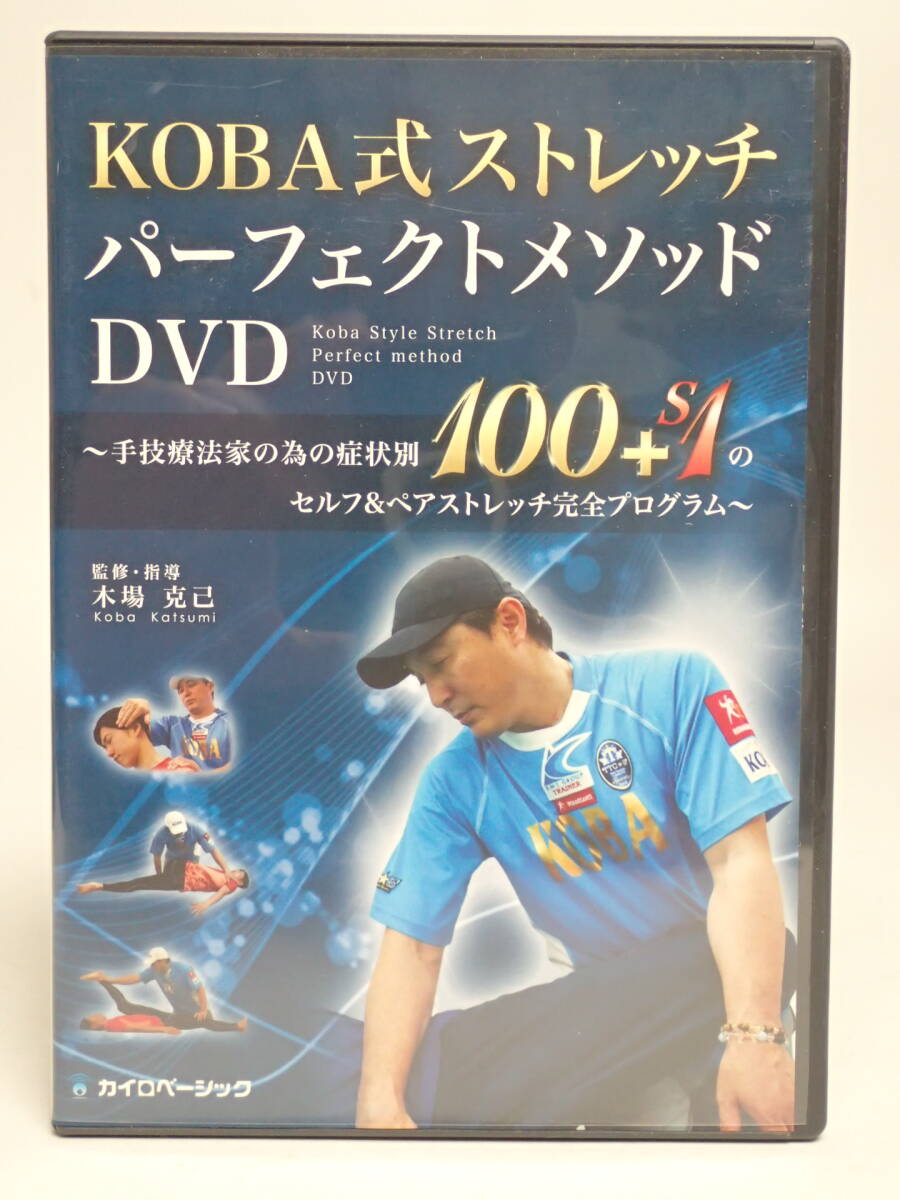 KOBA式ストレッチ
パーフェクトメソッド
DVD
Koba Style Stretch
Perfect method
DVD
～手技療法家の為の症状別 100+S1の
セルフ&ペアストレッチ完全プログラム～
監修・指導
木場 克己
Koba Katsumi
KOBA
TRAINER
KOBA
カイロベーシック